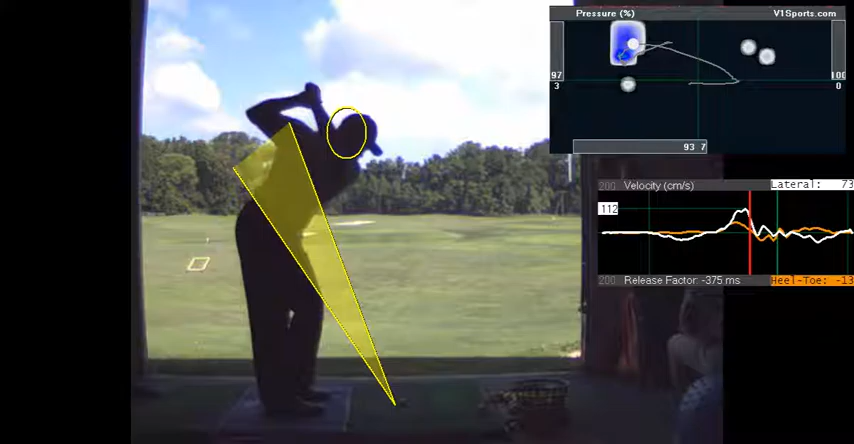 Pressure (%) V1Sports.com
97 100
3 0
93 7
200 Velocity (cm/s) Lateral: 73
112
200 Release Factor: -375 ms Heel-Toe: -13